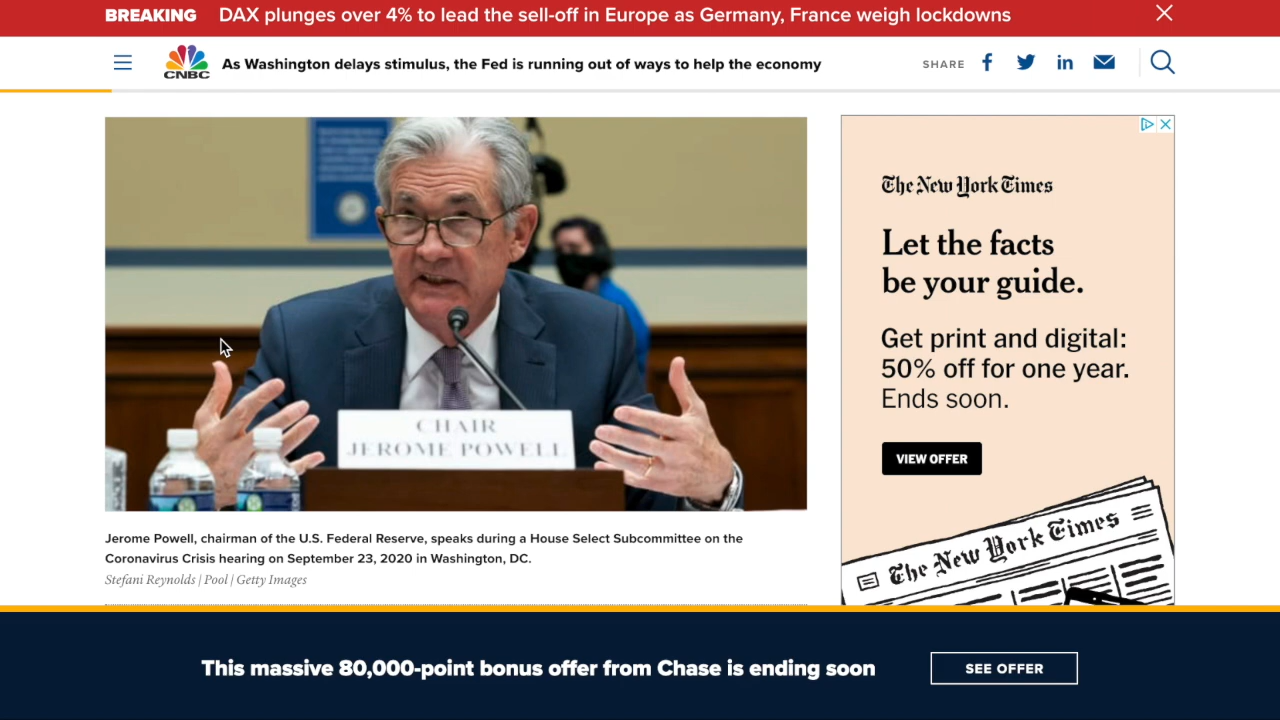 BREAKING DAX plunges over 4% to lead the sell-off in Europe as Germany, France weigh lockdowns
CNBC As Washington delays stimulus, the Fed is running out of ways to help the economy SHARE
CHAIR
JEROME POWELL
Jerome Powell, chairman of the U.S. Federal Reserve, speaks during a House Select Subcommittee on the
Coronavirus Crisis hearing on September 23, 2020 in Washington, DC.
Stefani Reynolds | Pool | Getty Images
The New York Times
Let the facts
be your guide.
Get print and digital:
50% off for one year.
Ends soon.
VIEW OFFER
The New York Times
This massive 80,000-point bonus offer from Chase is ending soon SEE OFFER